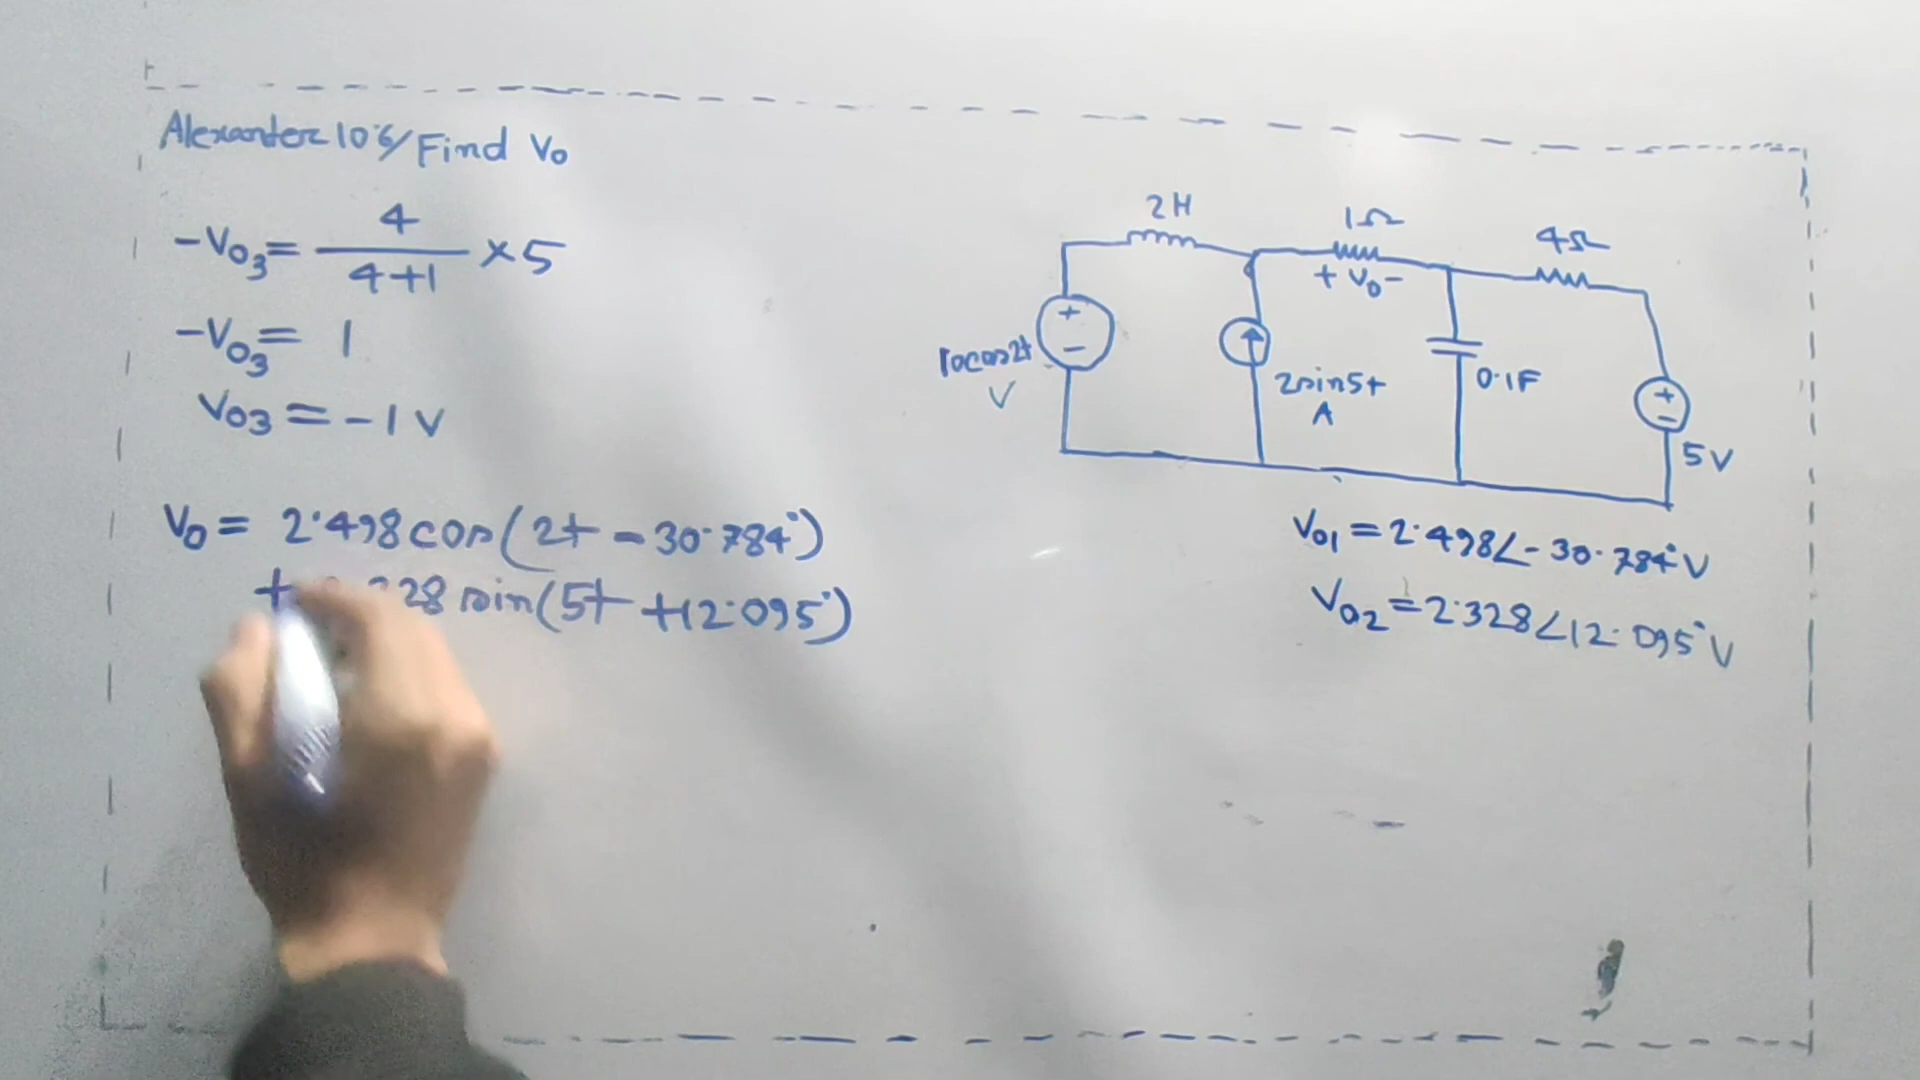 Alexander 10.6/Find Vo
-Vo3 = 4/(4+1) × 5
-Vo3 = 1
Vo3 = -1 V
Vo = 2.498 cos(2t - 30.784°)
+ 28 sin(5t + 12.095°)
2H
1Ω
4Ω
+ Vo -
+
-
10cos2t
V
2sin5t
A
0.1F
+
-
5V
Vo1 = 2.498∠-30.784° V
Vo2 = 2.328∠12.095° V